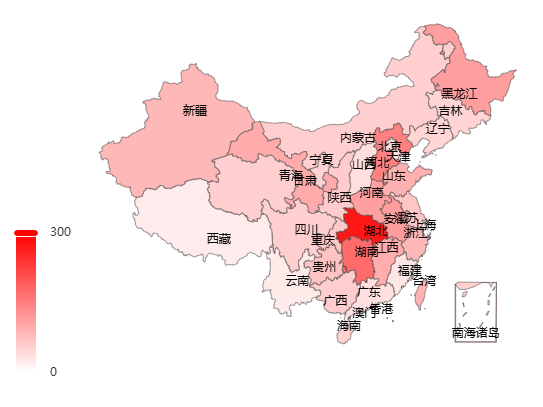 黑龙江
新疆
吉林
辽宁
内蒙古
北京
天津
宁夏
山西
河北
青海
甘肃
山东
河南
陕西
江苏
安徽
上海
四川
湖北
浙江
西藏
重庆
湖南
江西
300
贵州
福建
云南
台湾
广西
广东
香港
澳门
海南
南海诸岛
0